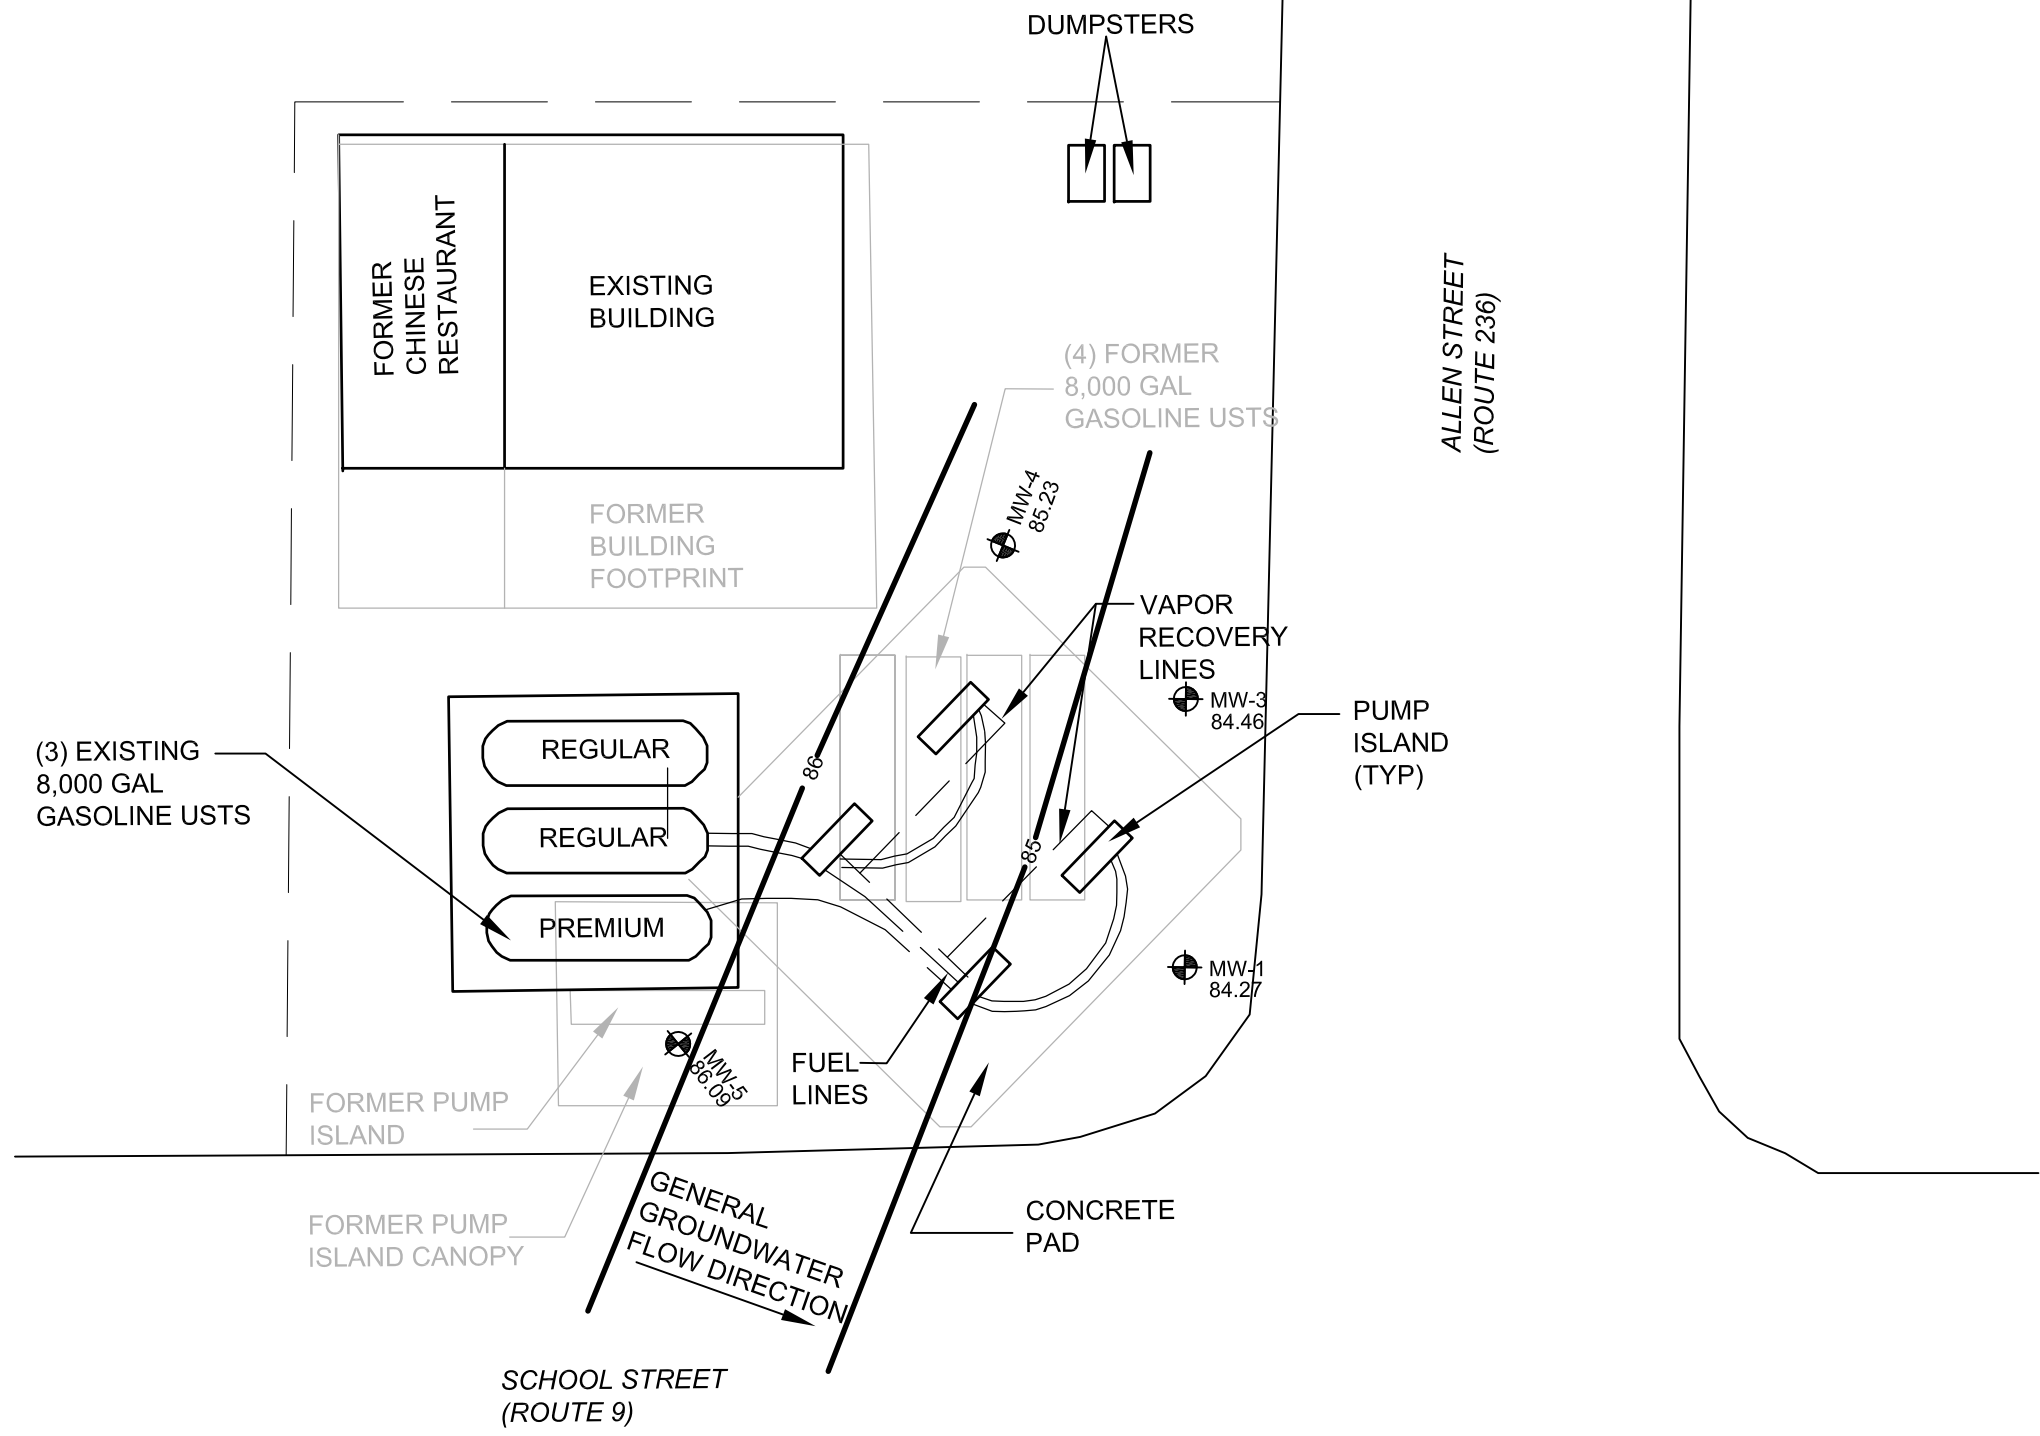 DUMPSTERS
FORMER
CHINESE
RESTAURANT
EXISTING
BUILDING
ALLEN STREET
(ROUTE 236)
(4) FORMER
8,000 GAL
GASOLINE USTS
MW-4
85.23
FORMER
BUILDING
FOOTPRINT
VAPOR
RECOVERY
LINES
MW-3
84.46
PUMP
ISLAND
(TYP)
(3) EXISTING
8,000 GAL
GASOLINE USTS
REGULAR
REGULAR
PREMIUM
86
85
MW-1
84.27
MW-5
86.09
FUEL
LINES
FORMER PUMP
ISLAND
FORMER PUMP
ISLAND CANOPY
GENERAL
GROUNDWATER
FLOW DIRECTION
CONCRETE
PAD
SCHOOL STREET
(ROUTE 9)